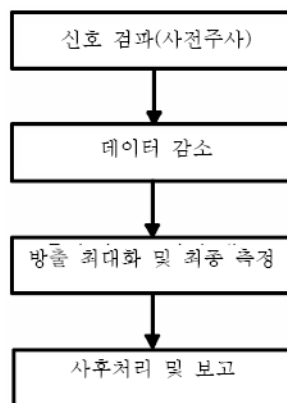 신호 검파(사전주사)
데이터 감소
방출 최대화 및 최종 측정
사후처리 및 보고